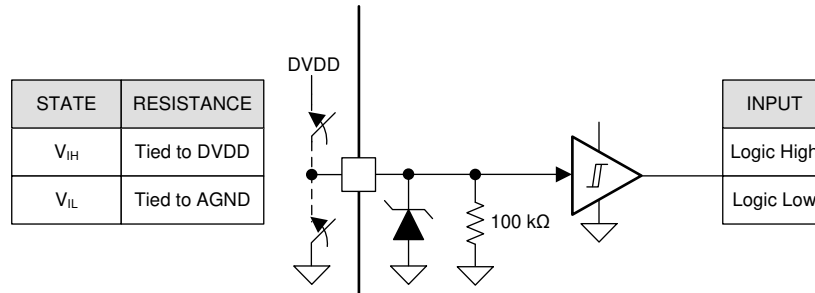 DVDD
STATE RESISTANCE
V_IH Tied to DVDD
V_IL Tied to AGND
100 kΩ
INPUT
Logic High
Logic Low